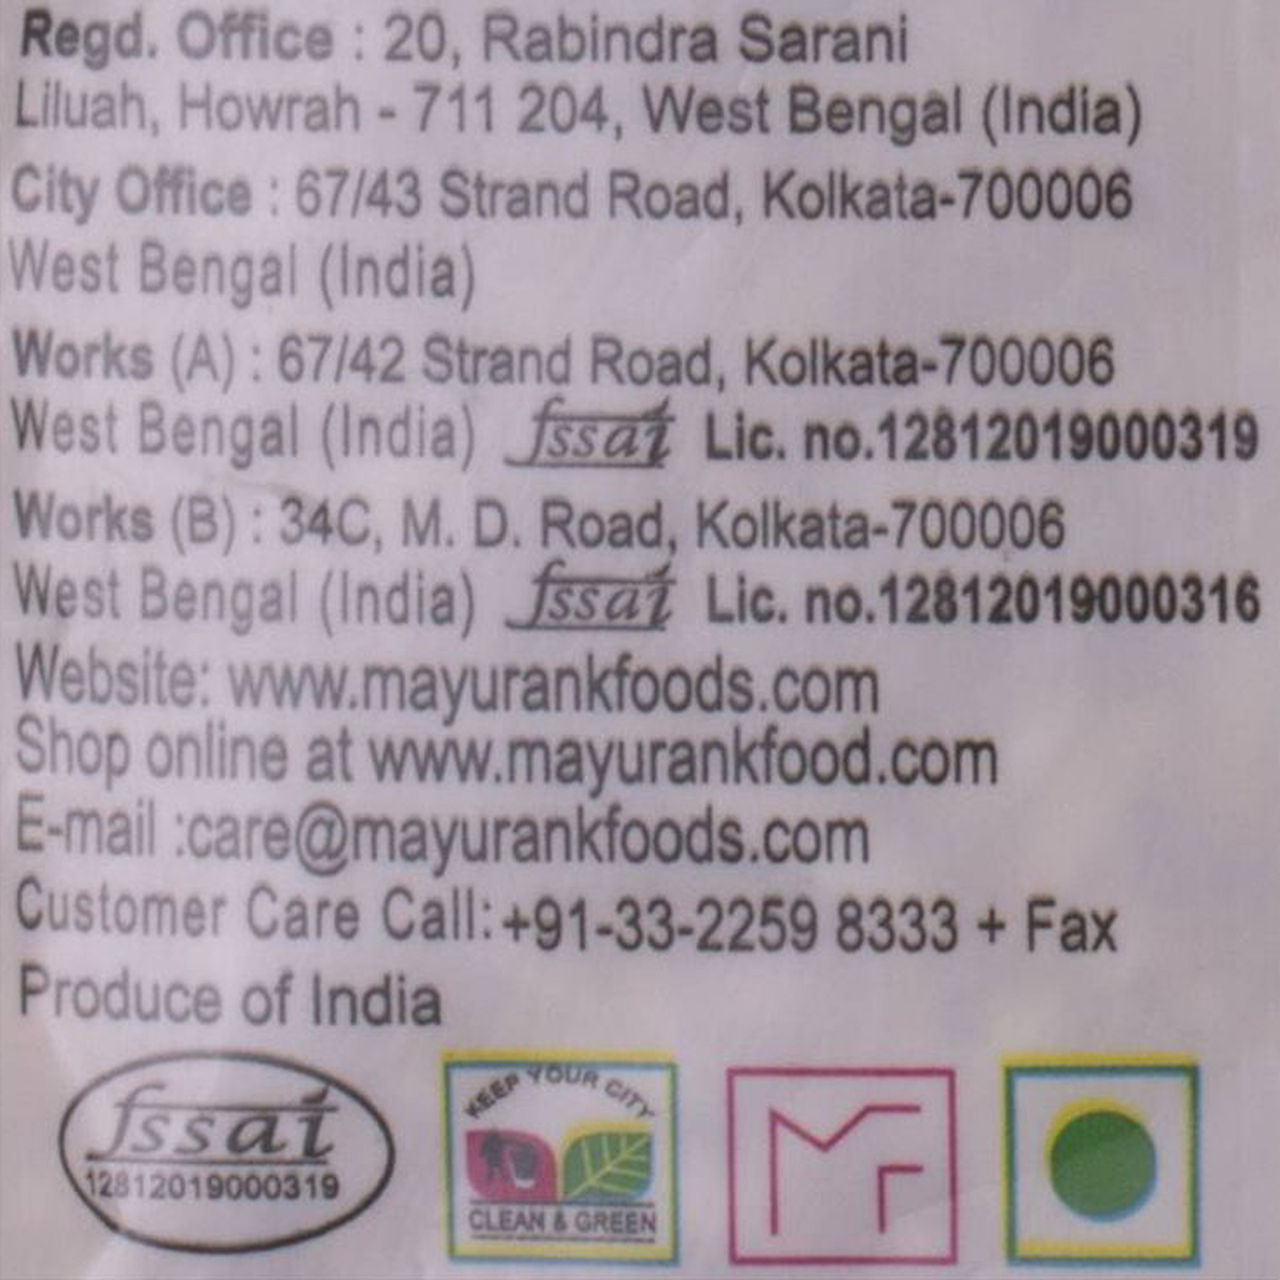 Regd. Office : 20, Rabindra Sarani
Liluah, Howrah - 711 204, West Bengal (India)
City Office : 67/43 Strand Road, Kolkata-700006
West Bengal (India)
Works (A) : 67/42 Strand Road, Kolkata-700006
West Bengal (India) fssai Lic. no.12812019000319
Works (B) : 34C, M. D. Road, Kolkata-700006
West Bengal (India) fssai Lic. no.12812019000316
Website: www.mayurankfoods.com
Shop online at www.mayurankfood.com
E-mail :care@mayurankfoods.com
Customer Care Call:+91-33-2259 8333 + Fax
Produce of India
fssai
12812019000319
KEEP YOUR CITY
CLEAN & GREEN
MF